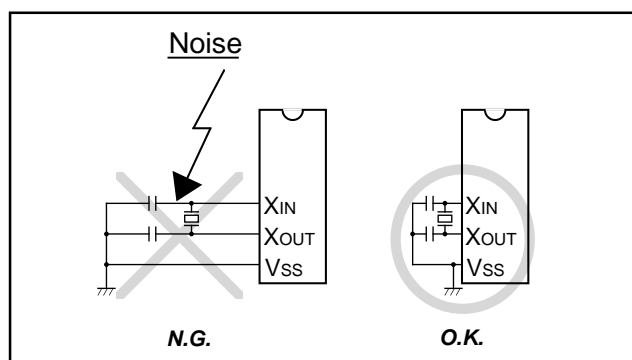 Noise
XIN
XOUT
VSS
XIN
XOUT
VSS
N.G.
O.K.